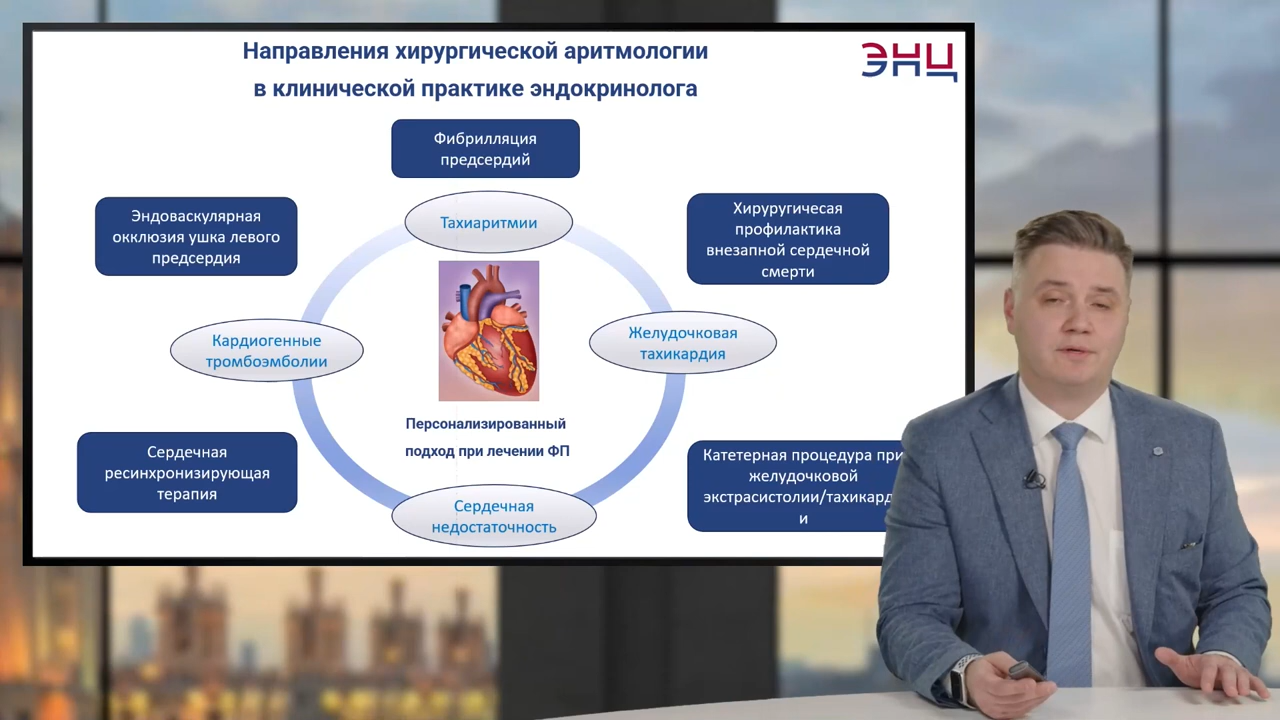 Направления хирургической аритмологии
в клинической практике эндокринолога
ЭНЦ
Фибрилляция
предсердий
Тахиаритмии
Эндоваскулярная
окклюзия ушка левого
предсердия
Хируругичесая
профилактика
внезапной сердечной
смерти
Кардиогенные
тромбоэмболии
Желудочковая
тахикардия
Персонализированный
подход при лечении ФП
Сердечная
ресинхронизирующая
терапия
Сердечная
недостаточность
Катетерная процедура при
желудочковой
экстрасистолии/тахикард
и